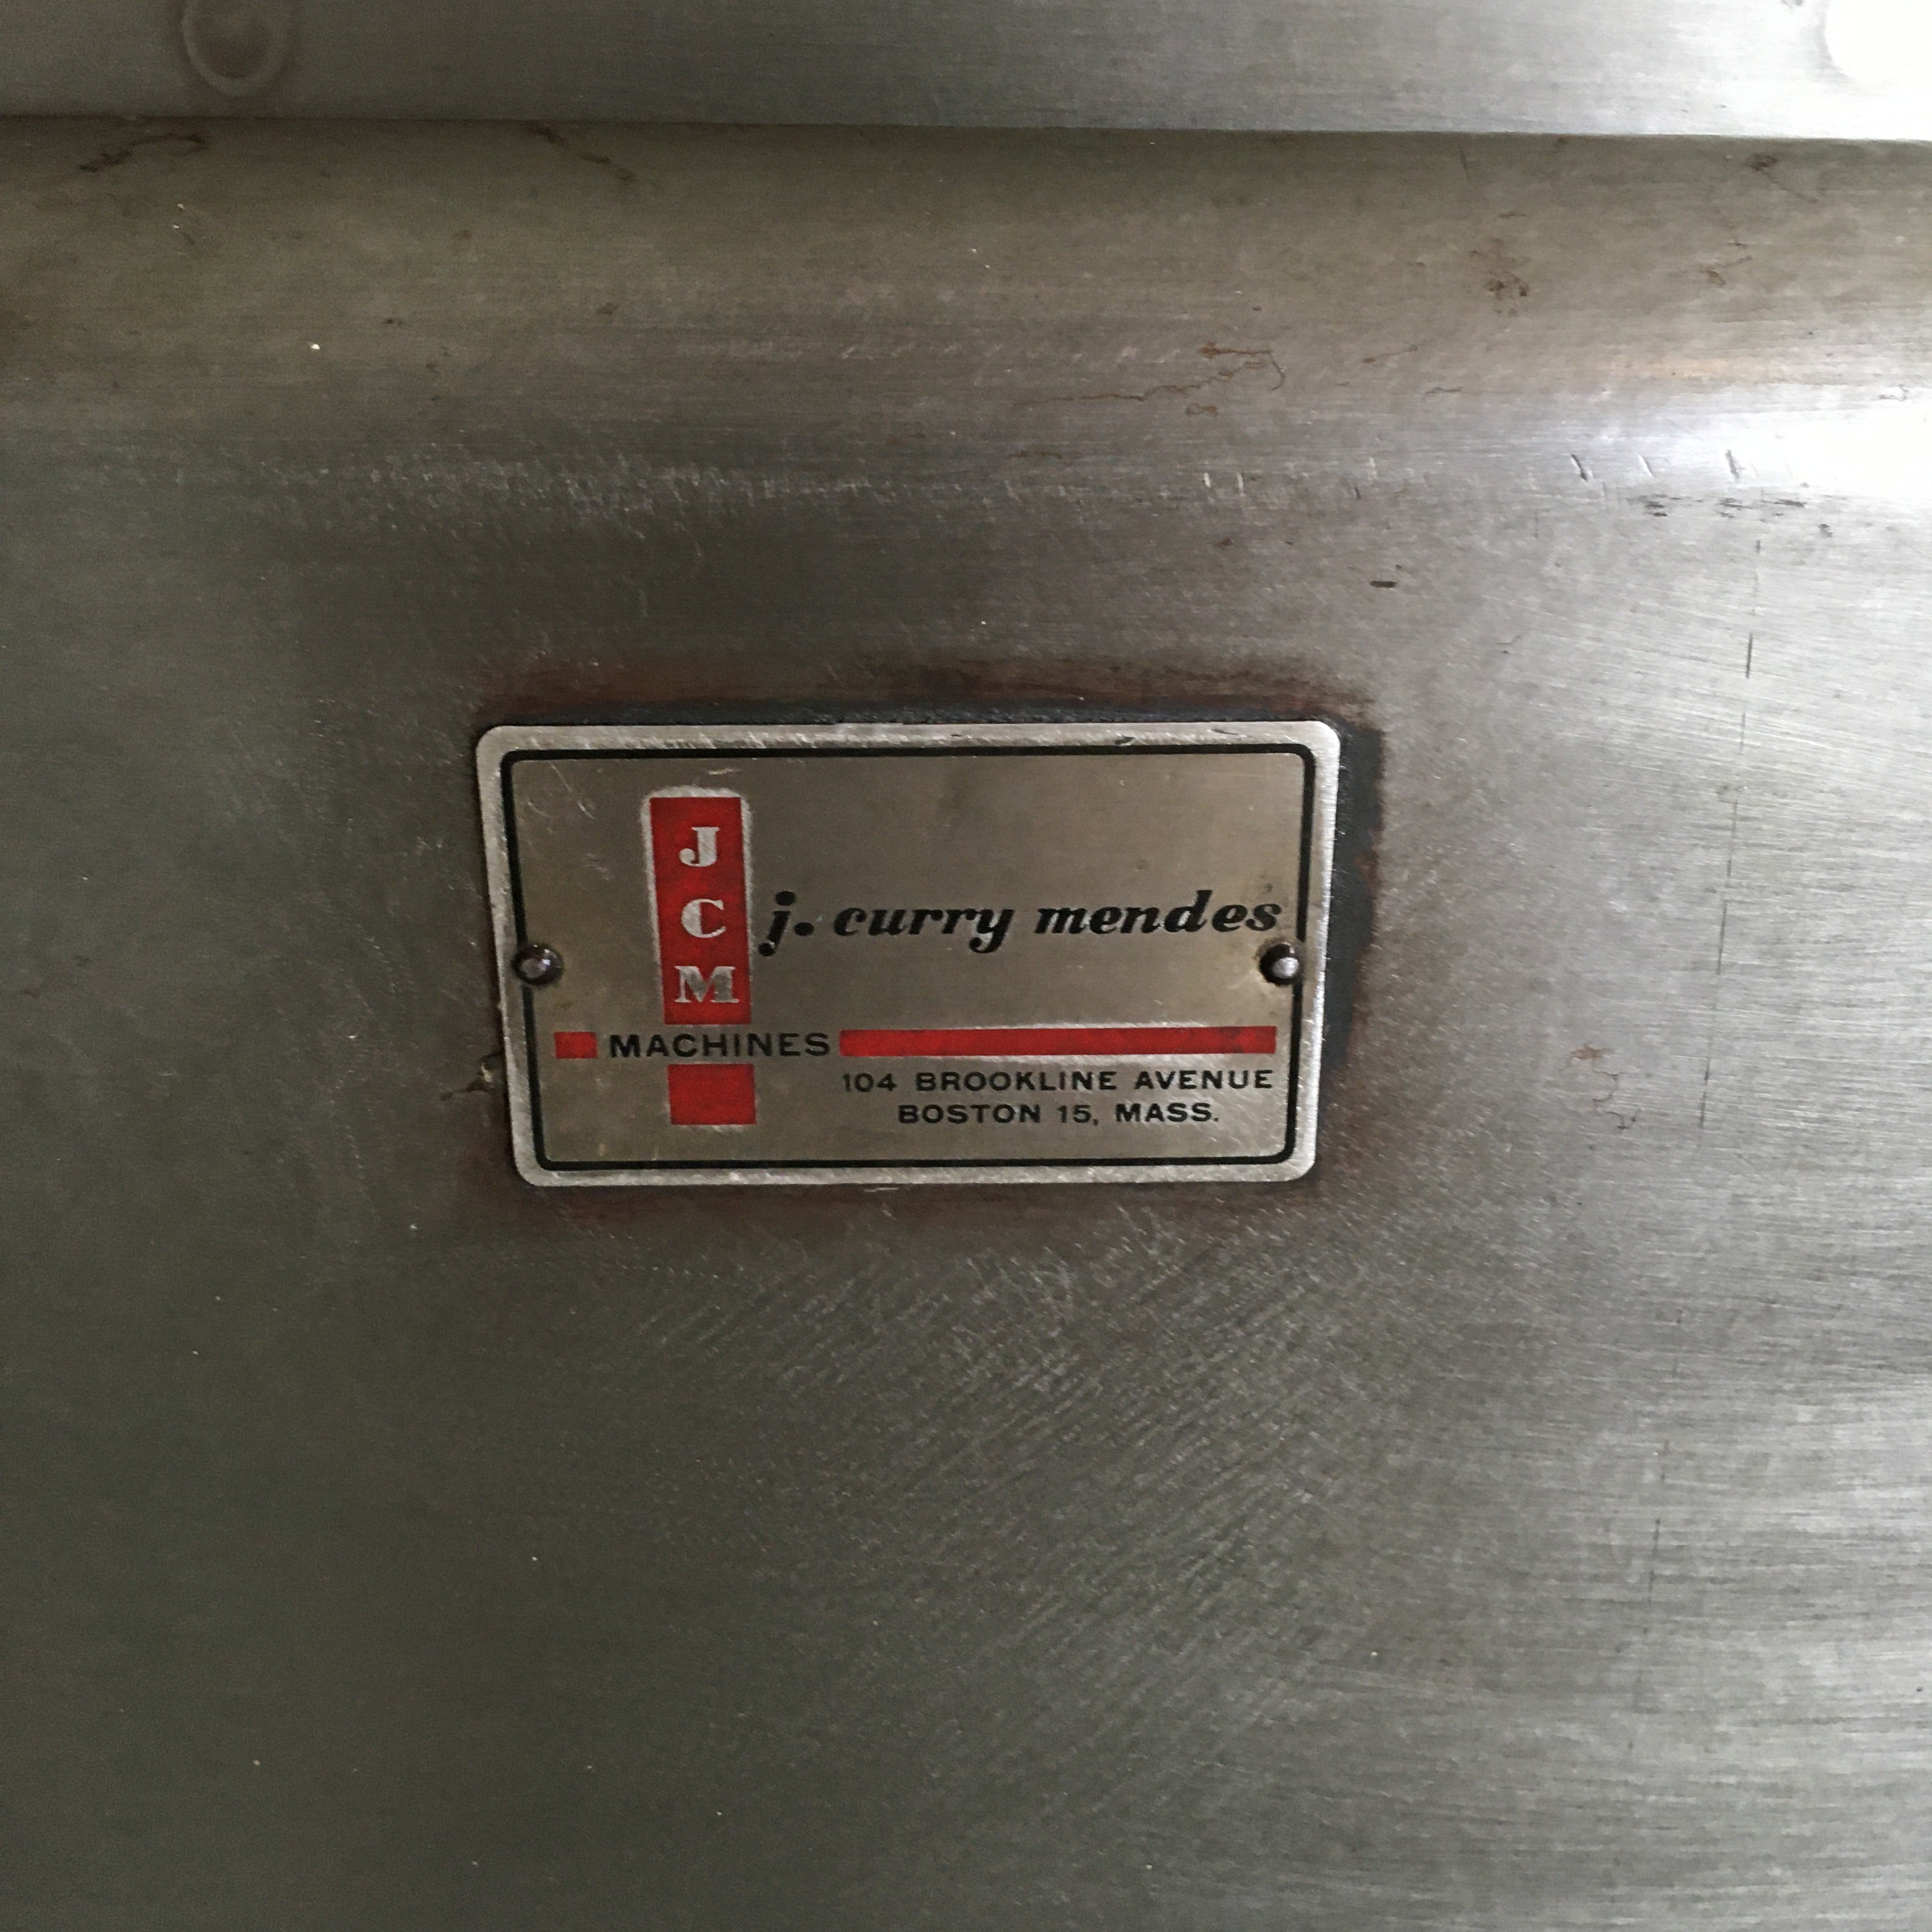 J
C
M
j. curry mendes
MACHINES
104 BROOKLINE AVENUE
BOSTON 15, MASS.